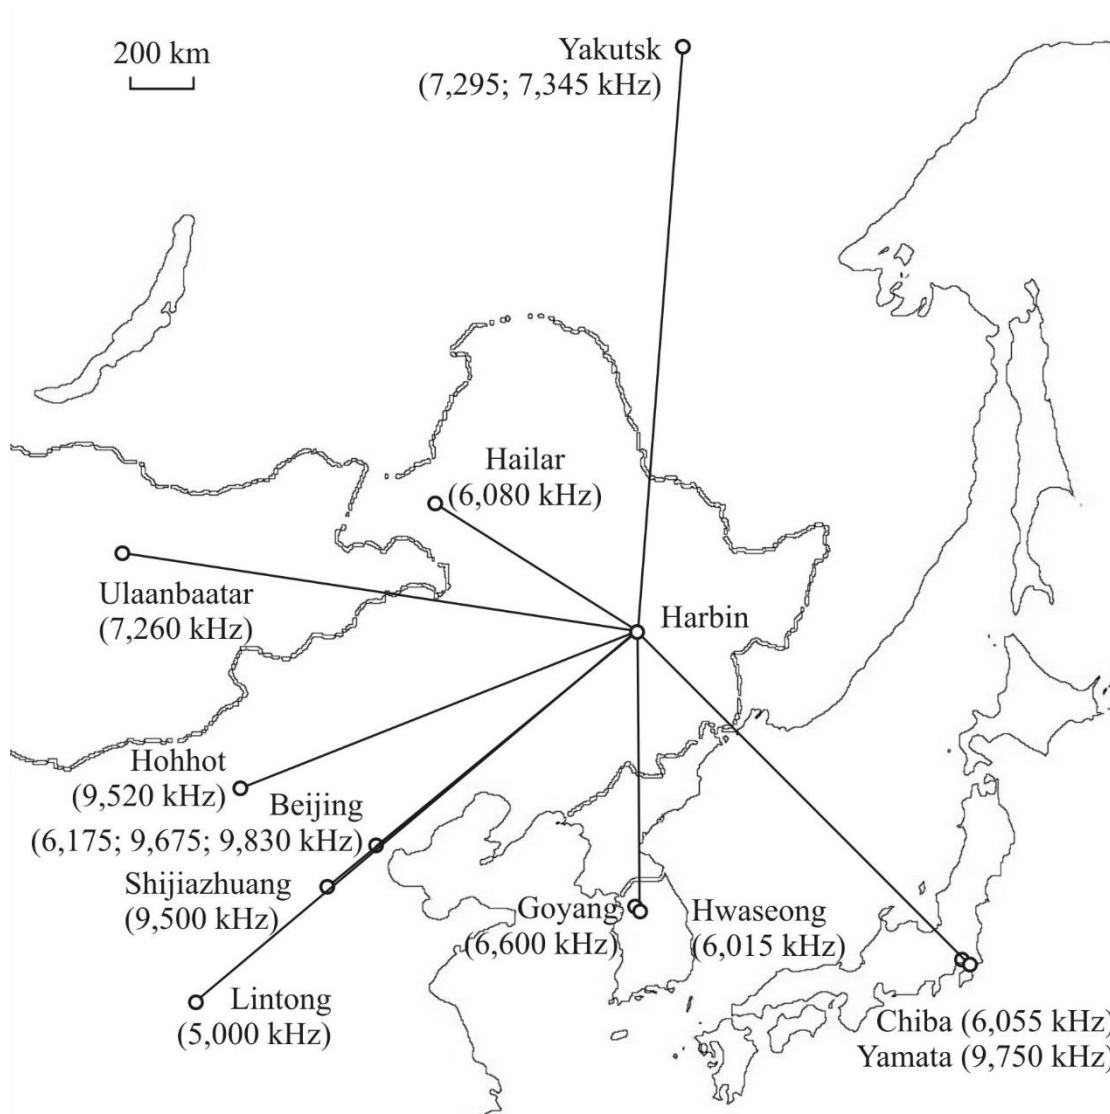 200 km
Yakutsk
(7,295; 7,345 kHz)
Hailar
(6,080 kHz)
Ulaanbaatar
(7,260 kHz)
Harbin
Hohhot
(9,520 kHz)
Beijing
(6,175; 9,675; 9,830 kHz)
Shijiazhuang
(9,500 kHz)
Goyang
(6,600 kHz)
Hwaseong
(6,015 kHz)
Lintong
(5,000 kHz)
Chiba (6,055 kHz)
Yamata (9,750 kHz)